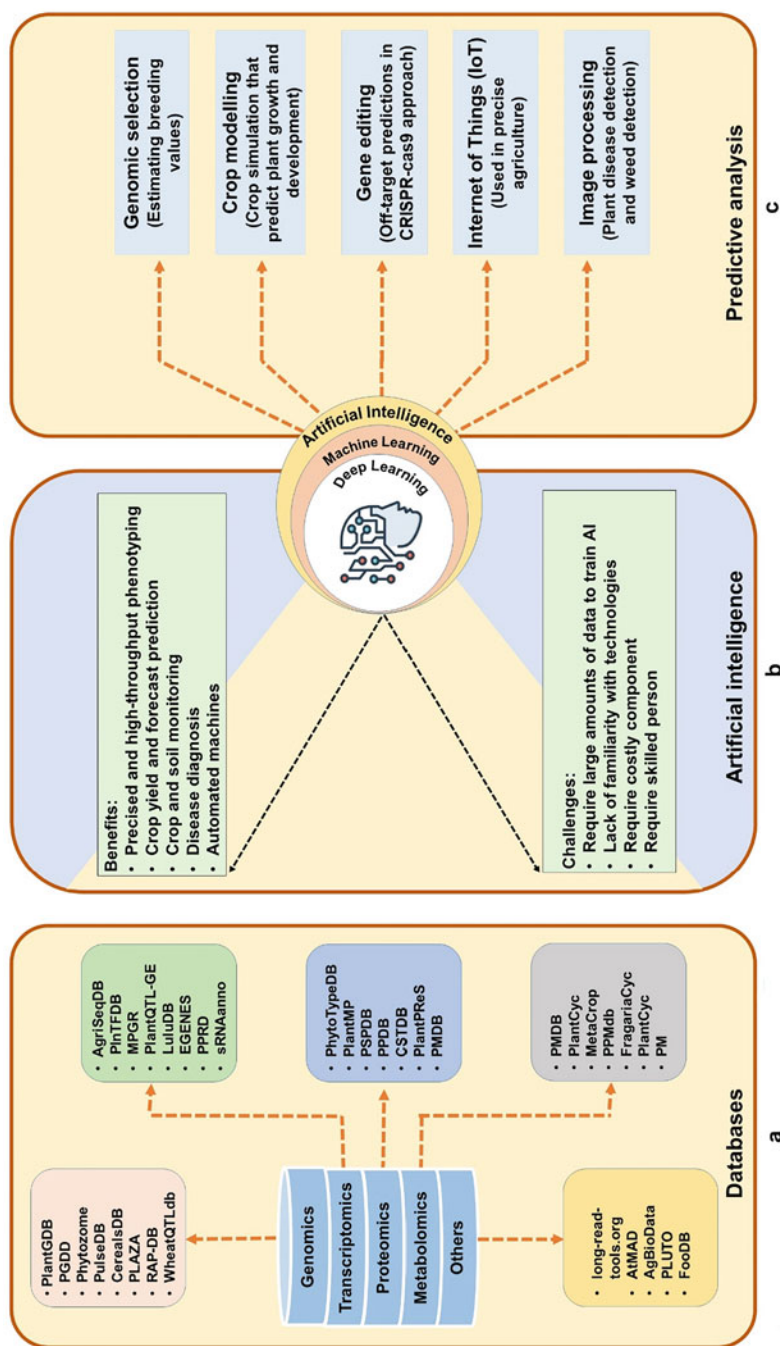 • PlantGDB
• PGDD
• Phytozome
• PulseDB
• CerealsDB
• PLAZA
• RAP-DB
• WheatQTLdb
Genomics
Transcriptomics
Proteomics
Metabolomics
Others
• long-read-
tools.org
• AtMAD
• AgBioData
• PLUTO
• FooDB
• AgriSeqDB
• PlnTFDB
• MPGR
• PlantQTL-GE
• LuluDB
• EGENES
• PPRD
• sRNAanno
• PhytoTypeDB
• PlantMP
• PSPDB
• PPDB
• CSTDB
• PlantPReS
• PMDB
• PMDB
• PlantCyc
• MetaCrop
• PPMdb
• FragariaCyc
• PlantCyc
• PM
Databases
a
Benefits:
• Precised and high-throughput phenotyping
• Crop yield and forecast prediction
• Crop and soil monitoring
• Disease diagnosis
• Automated machines
Challenges:
• Require large amounts of data to train AI
• Lack of familiarity with technologies
• Require costly component
• Require skilled person
Artificial intelligence
b
Artificial Intelligence
Machine Learning
Deep Learning
Genomic selection
(Estimating breeding
values)
Crop modelling
(Crop simulation that
predict plant growth and
development)
Gene editing
(Off-target predictions in
CRISPR-cas9 approach)
Internet of Things (IoT)
(Used in precise
agriculture)
Image processing
(Plant disease detection
and weed detection)
Predictive analysis
c